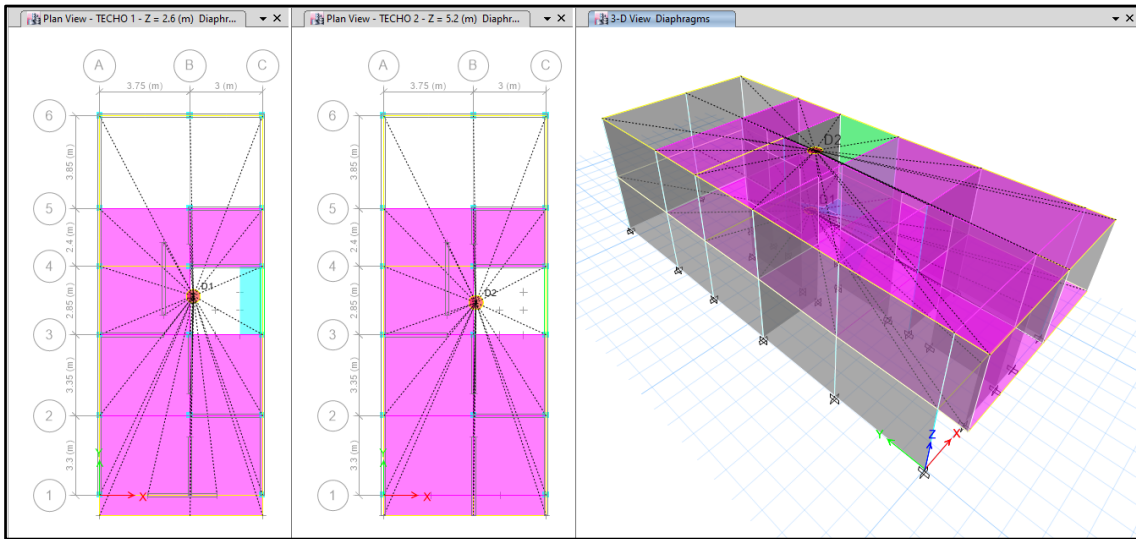 Plan View - TECHO 1 - Z = 2.6 (m) Diaphr...
A B C
3.75 (m) 3 (m)
6
3.85 (m)
5
2.4 (m)
4
D1
2.85 (m)
3
3.35 (m)
2
3.3 (m)
Y
1
X
Plan View - TECHO 2 - Z = 5.2 (m) Diaphr...
A B C
3.75 (m) 3 (m)
6
3.85 (m)
5
2.4 (m)
4
D2
2.85 (m)
3
3.35 (m)
2
3.3 (m)
Y
1
X
3-D View Diaphragms
D2
D1
Y Z X